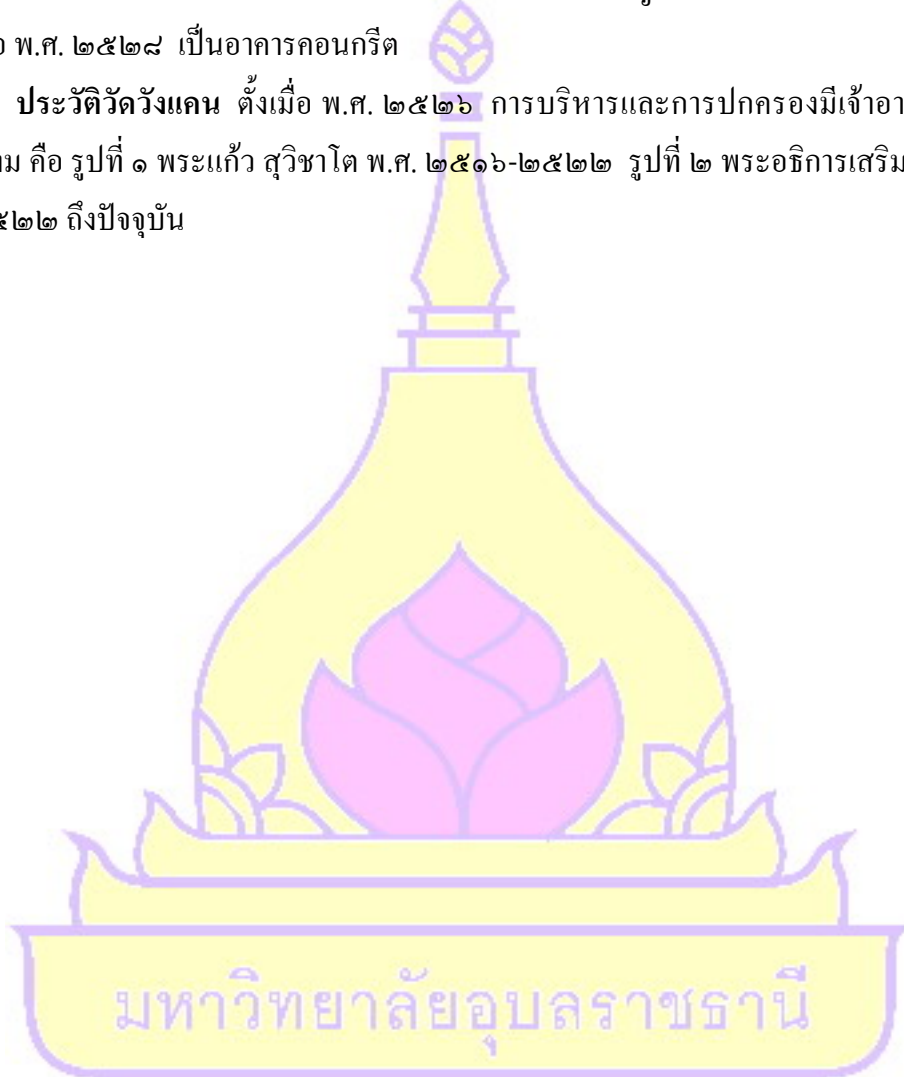 พ.ศ. ๒๕๒๘ เป็นอาคารคอนกรีต
ประวัติวัดวังแคน ตั้งเมื่อ พ.ศ. ๒๕๒๖ การบริหารและการปกครองมีเจ้าอา
คือ รูปที่ ๑ พระแก้ว สุวิชาโต พ.ศ. ๒๕๑๖-๒๕๒๒ รูปที่ ๒ พระอธิการเสริม
๕๒๒ ถึงปัจจุบัน
มหาวิทยาลัยอุบลราชธานี